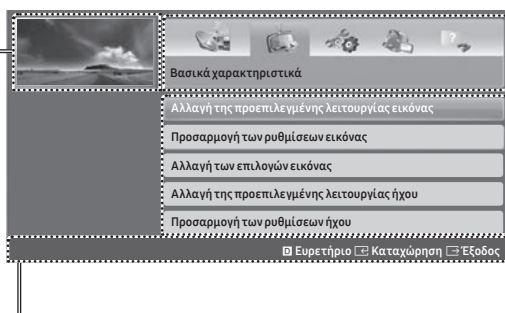 Βασικά χαρακτηριστικά
Αλλαγή της προεπιλεγμένης λειτουργίας εικόνας
Προσαρμογή των ρυθμίσεων εικόνας
Αλλαγή των επιλογών εικόνας
Αλλαγή της προεπιλεγμένης λειτουργίας ήχου
Προσαρμογή των ρυθμίσεων ήχου
D Ευρετήριο Καταχώρηση Έξοδος